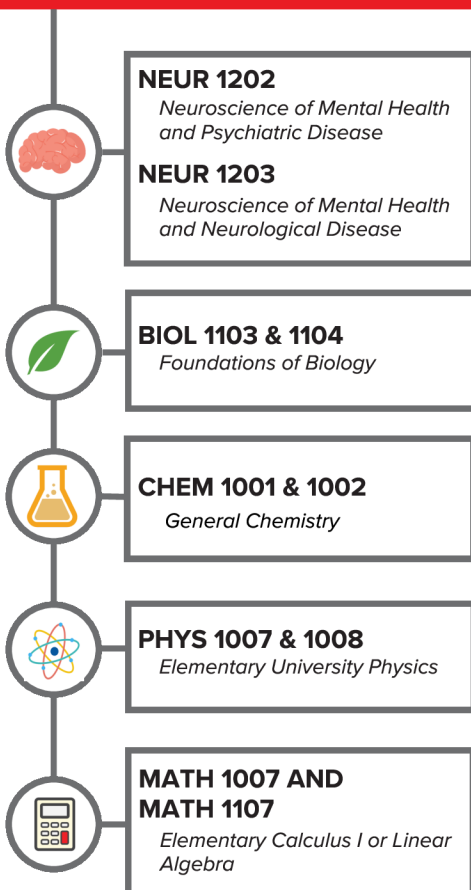 NEUR 1202
Neuroscience of Mental Health
and Psychiatric Disease
NEUR 1203
Neuroscience of Mental Health
and Neurological Disease
BIOL 1103 & 1104
Foundations of Biology
CHEM 1001 & 1002
General Chemistry
PHYS 1007 & 1008
Elementary University Physics
MATH 1007 AND
MATH 1107
Elementary Calculus I or Linear
Algebra